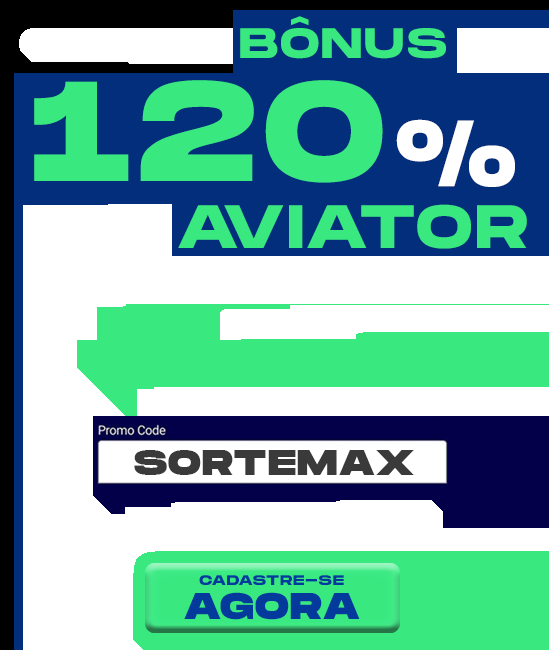 BÔNUS
120%
AVIATOR
Promo Code
SORTEMAX
CADASTRE-SE
AGORA